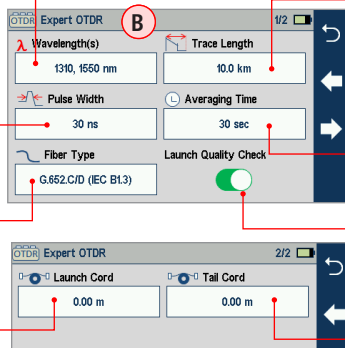 OTDR Expert OTDR B 1/2
λ Wavelength(s) Trace Length
1310, 1550 nm 10.0 km
Pulse Width Averaging Time
30 ns 30 sec
Fiber Type Launch Quality Check
G.652.C/D (IEC B1.3)
OTDR Expert OTDR 2/2
Launch Cord Tail Cord
0.00 m 0.00 m